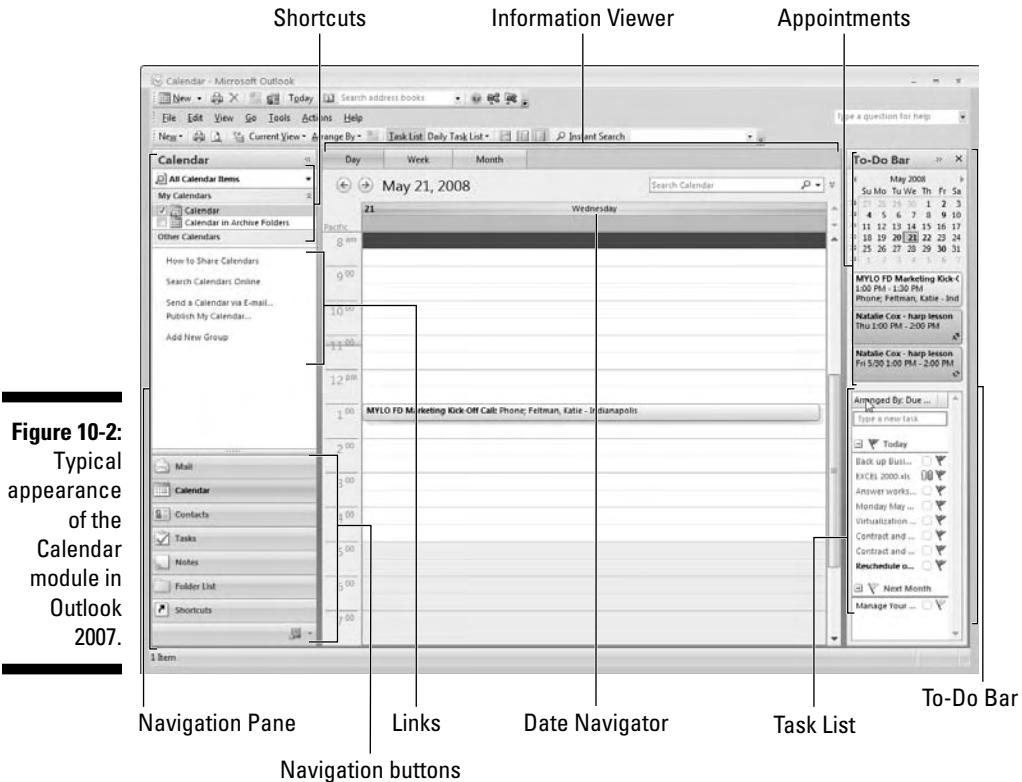 Shortcuts
Information Viewer
Appointments
Calendar - Microsoft Outlook
New
Today
Search address books
File Edit View Go Tools Actions Help
Type a question for help
New Current View Arrange By Task List Daily Task List Instant Search
Calendar
All Calendar Items
My Calendars
Calendar
Calendar in Archive Folders
Other Calendars
How to Share Calendars
Search Calendars Online
Send a Calendar via E-mail...
Publish My Calendar...
Add New Group
Mail
Calendar
Contacts
Tasks
Notes
Folder List
Shortcuts
1 Item
Day Week Month
May 21, 2008
Search Calendar
21 Wednesday
Pacific
8 am
9 00
10 00
11 00
12 pm
1 00
MYLO FD Marketing Kick-Off Call: Phone; Feltman, Katie - Indianapolis
2 00
3 00
4 00
5 00
6 00
7 00
To-Do Bar
May 2008
Su Mo Tu We Th Fr Sa
27 28 29 30 1 2 3
4 5 6 7 8 9 10
11 12 13 14 15 16 17
18 19 20 21 22 23 24
25 26 27 28 29 30 31
1 2 3 4 5 6 7
MYLO FD Marketing Kick-
1:00 PM - 1:30 PM
Phone; Feltman, Katie - Ind
Natalie Cox - harp lesson
Thu 1:00 PM - 2:00 PM
Natalie Cox - harp lesson
Fri 5/30 1:00 PM - 2:00 PM
Arranged By: Due ...
Type a new task
Today
Back up Busi...
EXCEL 2000.xls
Answer works...
Monday May ...
Virtualization ...
Contract and ...
Contract and ...
Reschedule o...
Next Month
Manage Your ...
Figure 10-2:
Typical
appearance
of the
Calendar
module in
Outlook
2007.
Navigation Pane
Links
Date Navigator
Task List
To-Do Bar
Navigation buttons